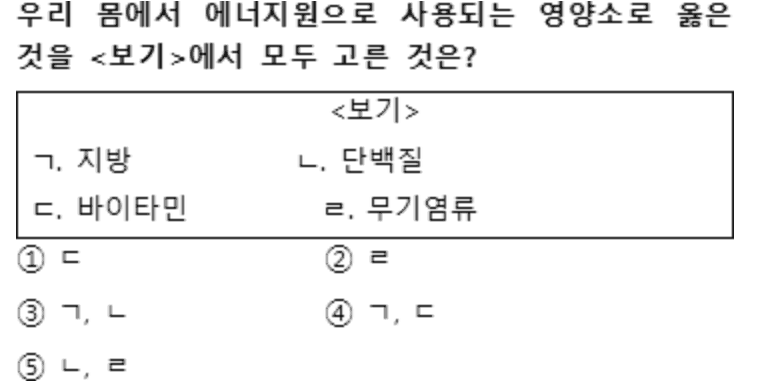 우리 몸에서 에너지원으로 사용되는 영양소로 옳은
것을 <보기>에서 모두 고른 것은?
<보기>
ㄱ. 지방 ㄴ. 단백질
ㄷ. 바이타민 ㄹ. 무기염류
① ㄷ ② ㄹ
③ ㄱ, ㄴ ④ ㄱ, ㄷ
⑤ ㄴ, ㄹ